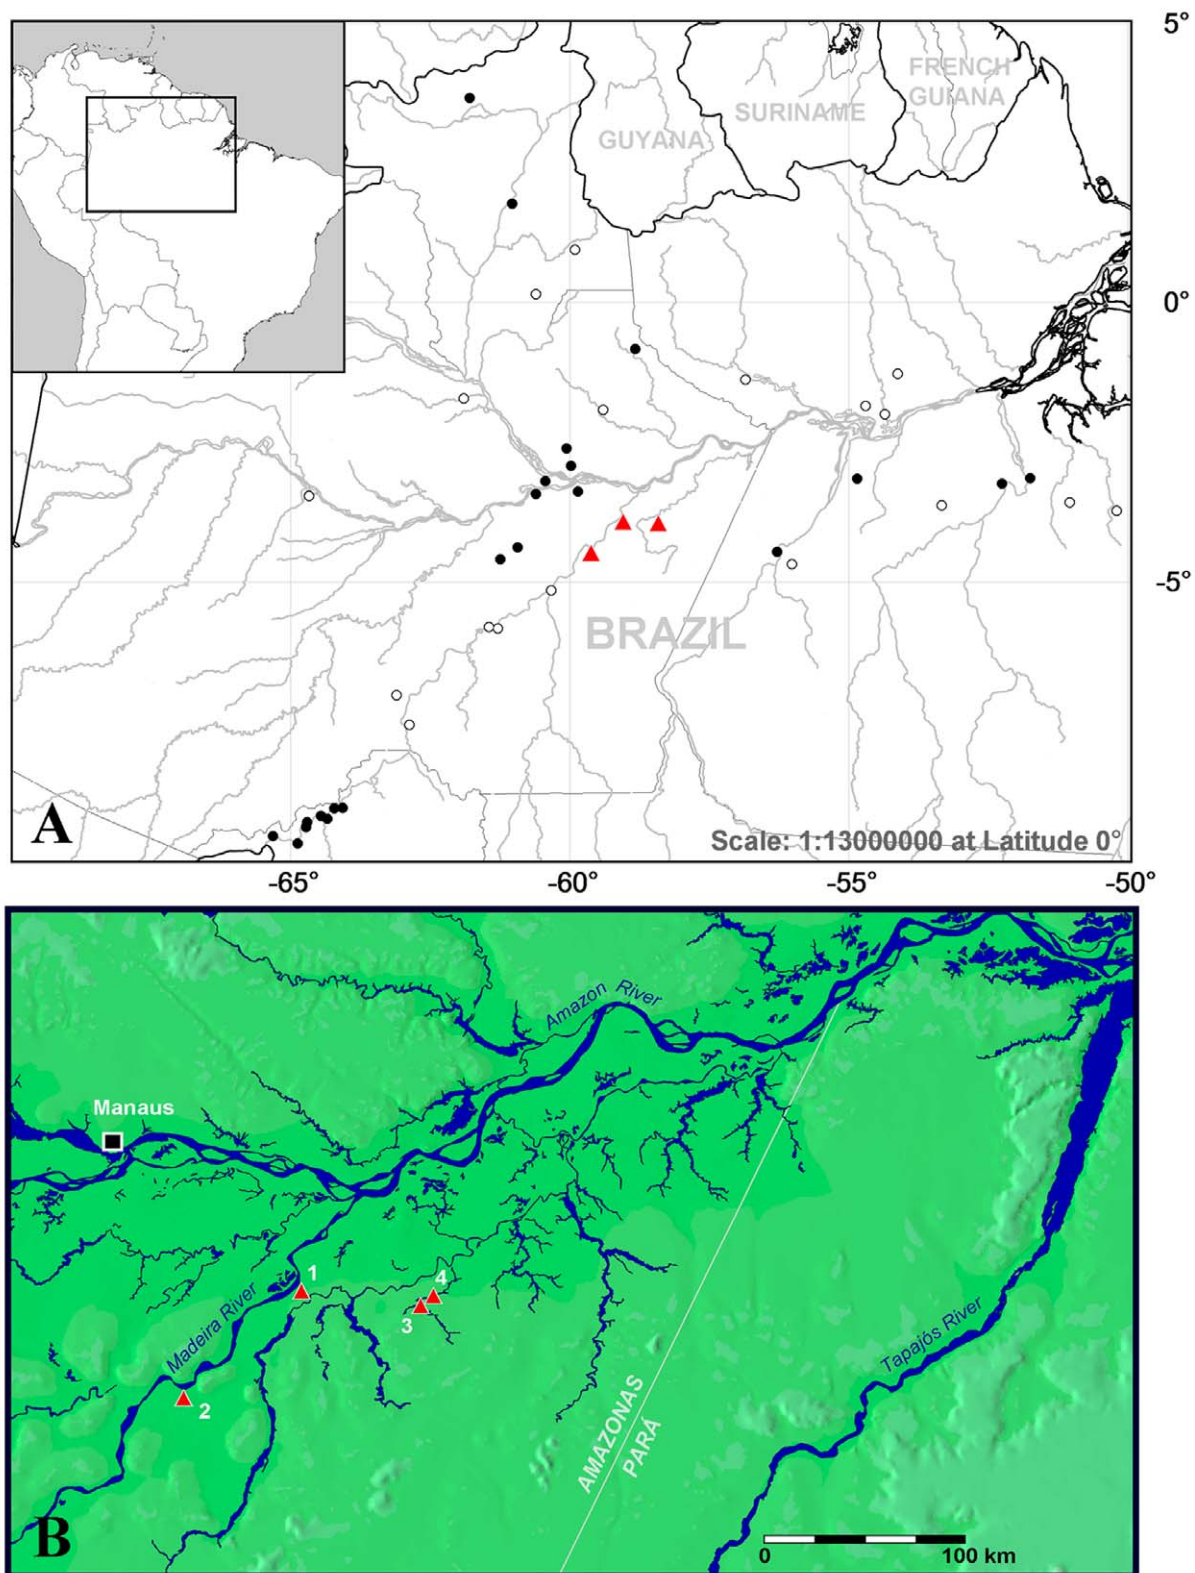 5°
FRENCH
GUIANA
SURINAME
GUYANA
0°
-5°
BRAZIL
A
Scale: 1:13000000 at Latitude 0°
-65°
-60°
-55°
-50°
Amazon River
Manaus
1
4
3
Madeira River
2
Tapajós River
AMAZONAS
PARÁ
B
0
100 km